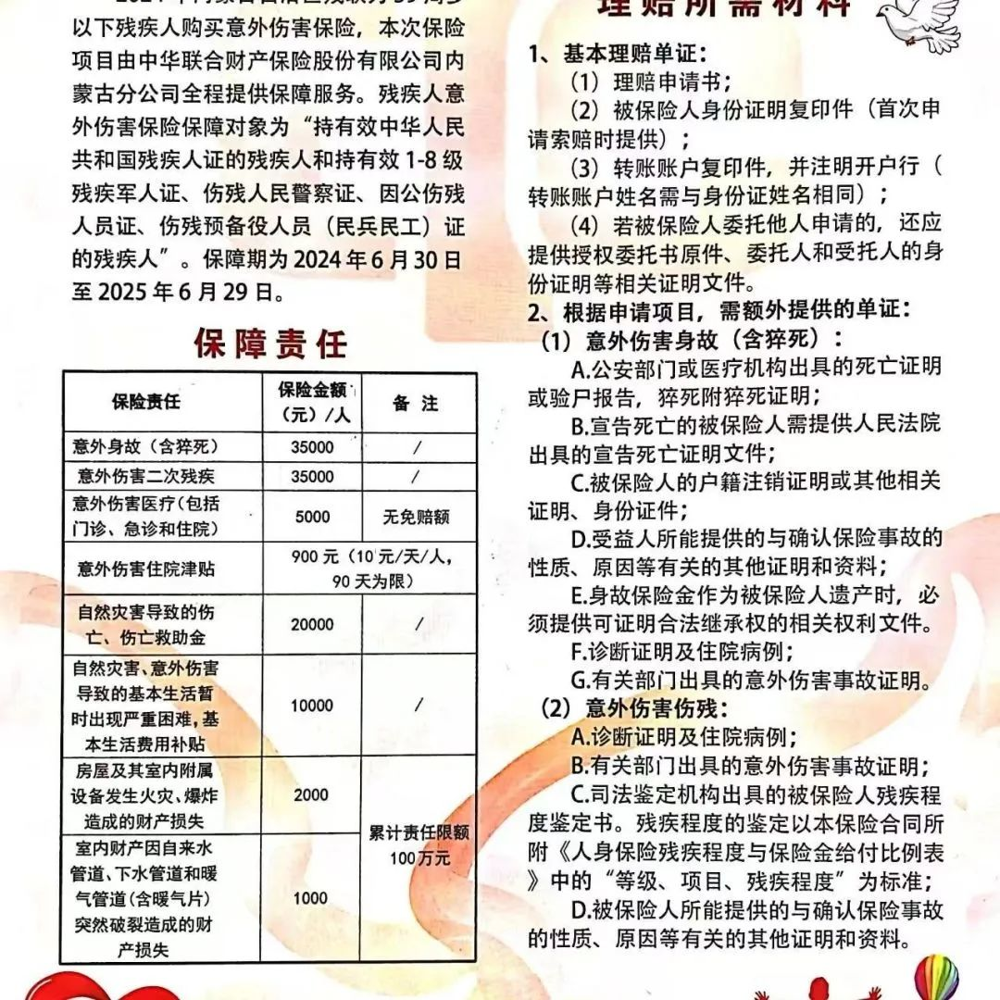 以下残疾人购买意外伤害保险，本次保险
项目由中华联合财产保险股份有限公司内
蒙古分公司全程提供保障服务。残疾人意
外伤害保险保障对象为“持有效中华人民
共和国残疾人证的残疾人和持有效 1-8 级
残疾军人证、伤残人民警察证、因公伤残
人员证、伤残预备役人员（民兵民工）证
的残疾人”。保障期为 2024 年 6 月 30 日
至 2025 年 6 月 29 日。
保障责任
保险责任
保险金额
（元）/人
备 注
意外身故（含猝死）
35000
/
意外伤害二次残疾
35000
/
意外伤害医疗（包括
门诊、急诊和住院）
5000
无免赔额
意外伤害住院津贴
900 元（10 元/天/人，
90 天为限）
自然灾害导致的伤
亡、伤亡救助金
20000
/
自然灾害、意外伤害
导致的基本生活暂
时出现严重困难，基
本生活费用补贴
10000
/
房屋及其室内附属
设备发生火灾、爆炸
造成的财产损失
2000
累计责任限额
100万元
室内财产因自来水
管道、下水管道和暖
气管道（含暖气片）
突然破裂造成的财
产损失
1000
理赔所需材料
1、基本理赔单证：
（1）理赔申请书；
（2）被保险人身份证明复印件（首次申
请索赔时提供）；
（3）转账账户复印件，并注明开户行（
转账账户姓名需与身份证姓名相同）；
（4）若被保险人委托他人申请的，还应
提供授权委托书原件、委托人和受托人的身
份证明等相关证明文件。
2、根据申请项目，需额外提供的单证：
（1）意外伤害身故（含猝死）：
A.公安部门或医疗机构出具的死亡证明
或验尸报告，猝死附猝死证明；
B.宣告死亡的被保险人需提供人民法院
出具的宣告死亡证明文件；
C.被保险人的户籍注销证明或其他相关
证明、身份证件；
D.受益人所能提供的与确认保险事故的
性质、原因等有关的其他证明和资料；
E.身故保险金作为被保险人遗产时，必
须提供可证明合法继承权的相关权利文件。
F.诊断证明及住院病例；
G.有关部门出具的意外伤害事故证明。
（2）意外伤害伤残：
A.诊断证明及住院病例；
B.有关部门出具的意外伤害事故证明；
C.司法鉴定机构出具的被保险人残疾程
度鉴定书。残疾程度的鉴定以本保险合同所
附《人身保险残疾程度与保险金给付比例表
》中的“等级、项目、残疾程度”为标准；
D.被保险人所能提供的与确认保险事故
的性质、原因等有关的其他证明和资料。